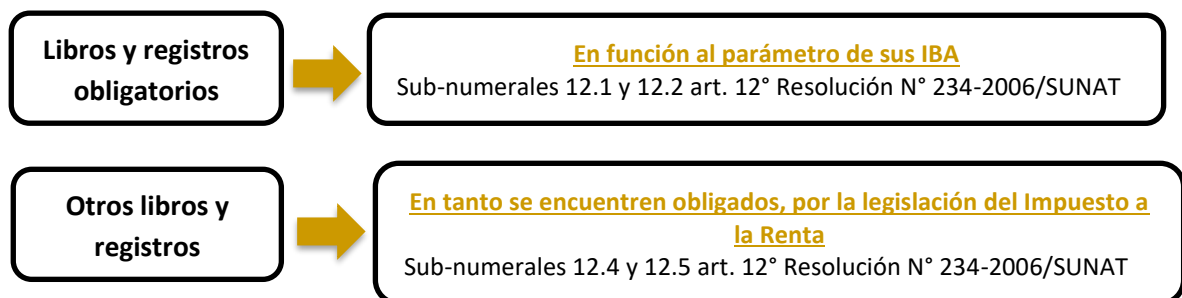 Libros y registros
obligatorios
En función al parámetro de sus IBA
Sub-numerales 12.1 y 12.2 art. 12° Resolución N° 234-2006/SUNAT
Otros libros y
registros
En tanto se encuentren obligados, por la legislación del Impuesto a
la Renta
Sub-numerales 12.4 y 12.5 art. 12° Resolución N° 234-2006/SUNAT